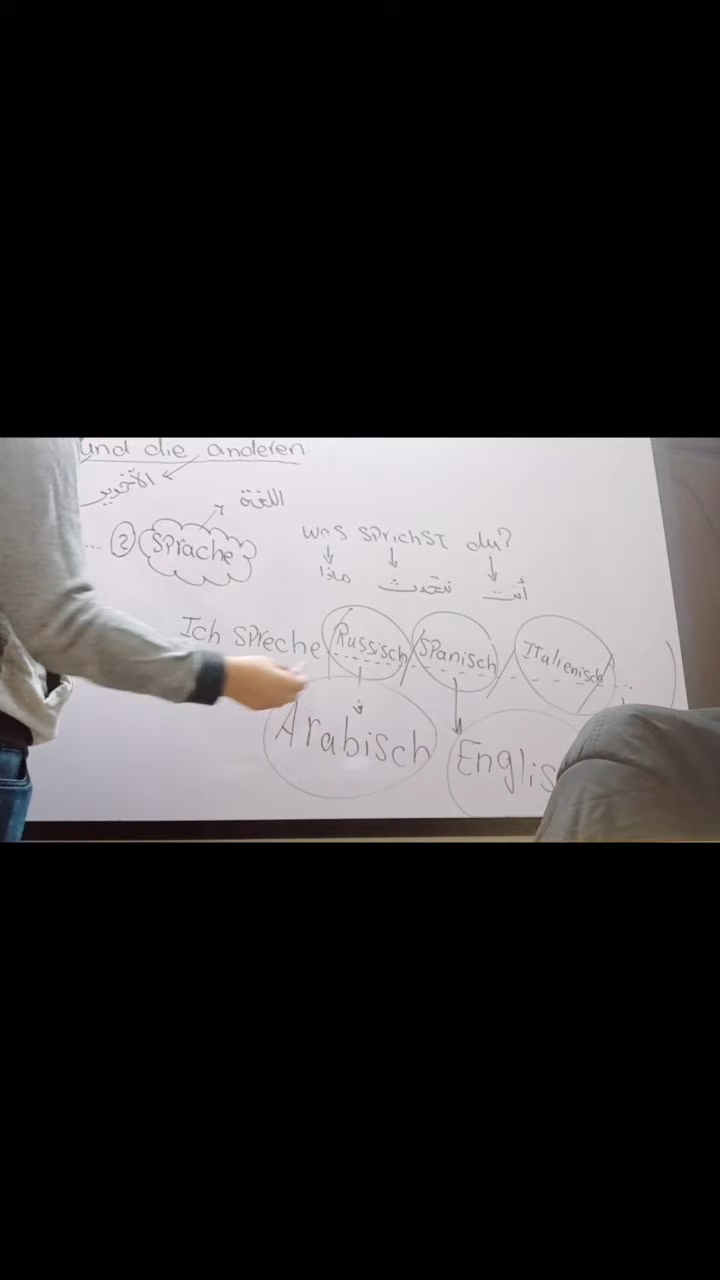 und die anderen
الآخرين
اللغة
... ② Sprache
was sprichst du?
ماذا تتحدث أنت
Ich spreche Russisch / Spanisch / Italienisch ...
Arabisch Englis